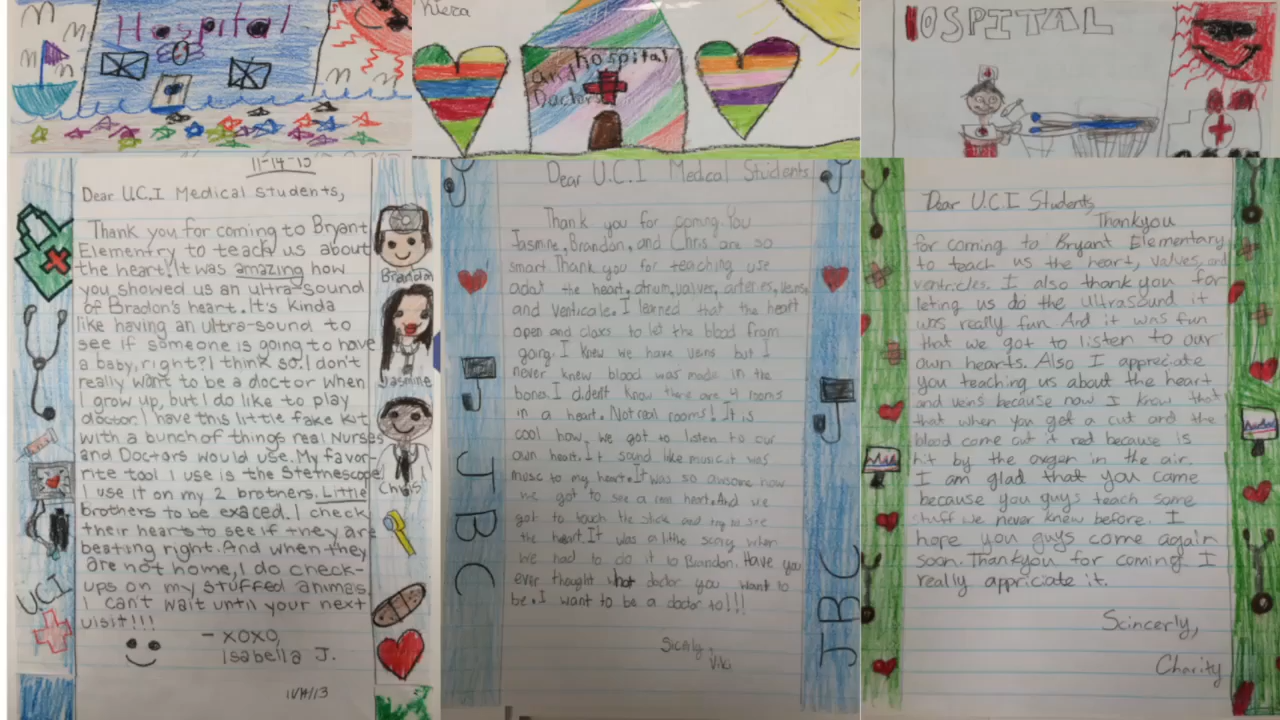 Hospital
Kiera
hospital
and
Doctors
HOSPITAL
11-14-13
Dear U.C.I Medical students,
Thank you for coming to Bryant
Elementry to teach us about
the heart! It was amazing how
you showed us an ultra-sound
of Bradon's heart. It's Kinda
like having an ultra-sound to
see if someone is going to have
a baby, right? I think so. I don't
really want to be a doctor when
I grow up, but I do like to play
doctor. I have this little fake kit
with a bunch of things real Nurses
and Doctors would use. My favor-
rite tool I use is the Stethescope
I use it on my 2 brothers. Little
brothers to be exaced. I check
their hearts to see if they are
beating right. And when they
are not home, I do check-
ups on my stuffed animas.
I can't wait until your next
visit!!!
- xoxo,
isabella J.
11/14/13
Brandon
Jasmine
Chris
UCI
Dear U.C.I Medcal Students
Thank you for coming. You
Jasmine, Brandon, and Chris are so
smart. Thank you for teaching use
adat the heart, atrum, valves, arteries, veins
and venticale. I learned that the heart
open and claxs to let the blood from
going. I knew we have veins but I
never knew blood was made in the
bones. I dident know there are 4 rooms
in a heart. Not real rooms! It is
cool how we got to listen to our
own heart. It sound like music it was
music to my heart. It was so awsome how
we got to see a real heart. And we
got to touch the slick and try to see
the heart. It was a little scary when
we had to do it to Brandon. Have you
ever thought what doctor you want to
be. I want to be a doctor to!!!
Sicnly,
Viki
JBC
JBC
Dear U.C.I Students,
Thankyou
for coming to Bryant Elementary
to teach us the heart, valves, and
ventricles. I also thank you for
leting us do the ultrasound it
was really fun. And it was fun
that we got to listen to our
own hearts. Also I appreciate
you teaching us about the heart
and veins because now I know that
that when you get a cut and the
blood come out it red because is
hit by the oxgen in the air.
I am glad that you came
because you guys teach some
stuff we never knew before. I
hope you guys come again
soon. Thankyou for coming. I
really appriciate it.
Scincerly,
Charity